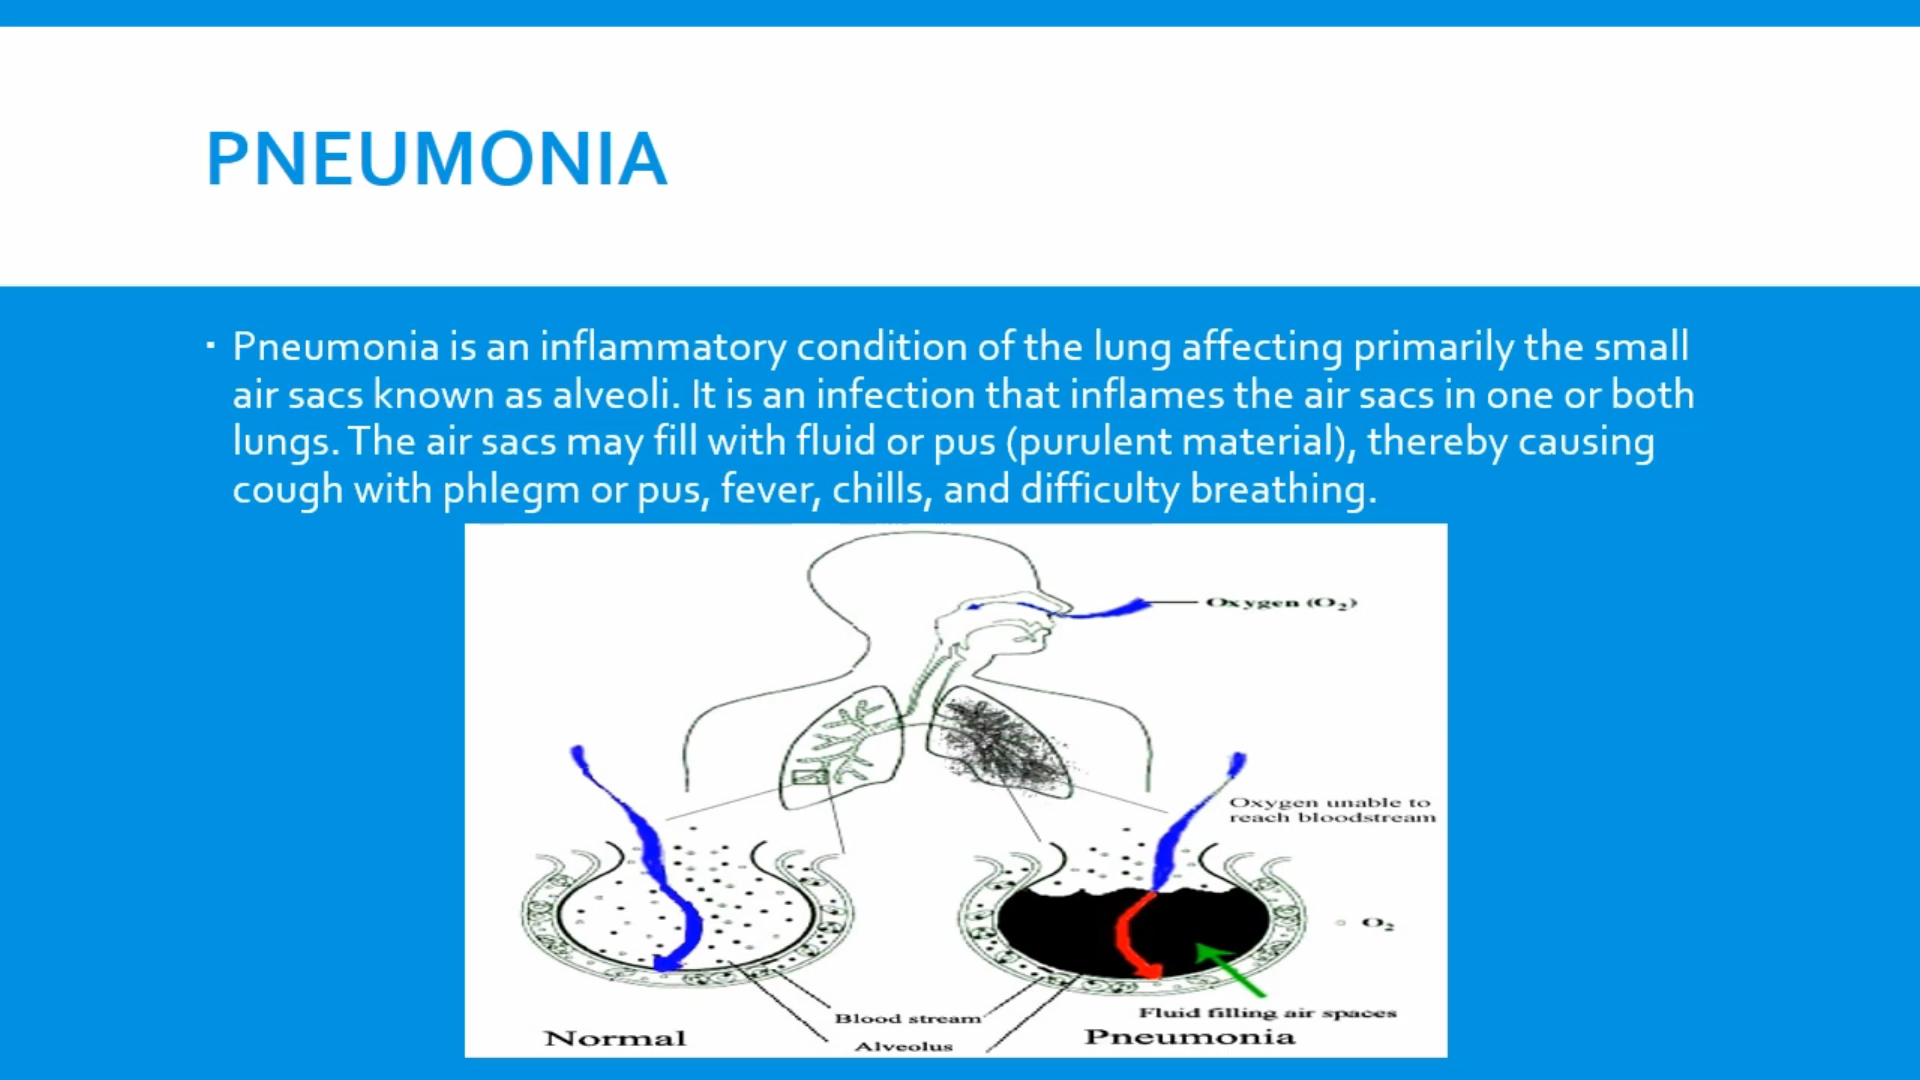 PNEUMONIA
▪ Pneumonia is an inflammatory condition of the lung affecting primarily the small
air sacs known as alveoli. It is an infection that inflames the air sacs in one or both
lungs. The air sacs may fill with fluid or pus (purulent material), thereby causing
cough with phlegm or pus, fever, chills, and difficulty breathing.
Oxygen (O₂)
Oxygen unable to
reach bloodstream
O₂
Blood stream
Fluid filling air spaces
Normal
Alveolus
Pneumonia